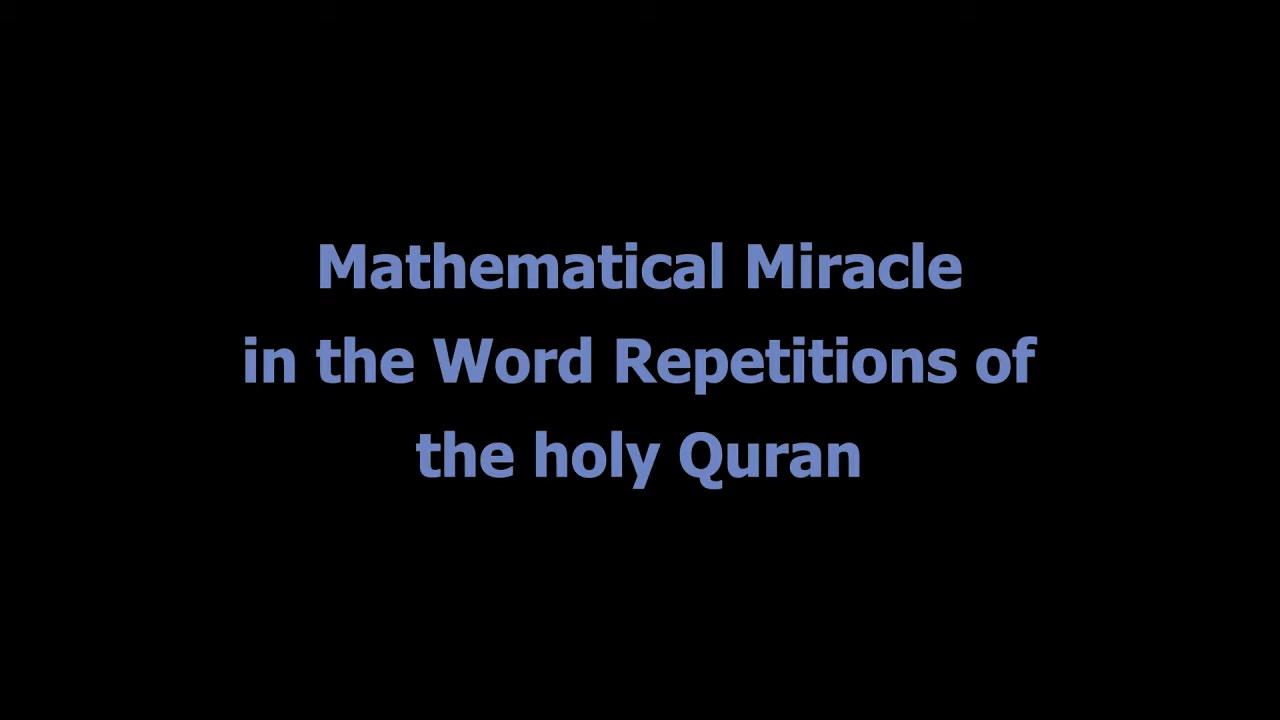 Mathematical Miracle
in the Word Repetitions of
the holy Quran